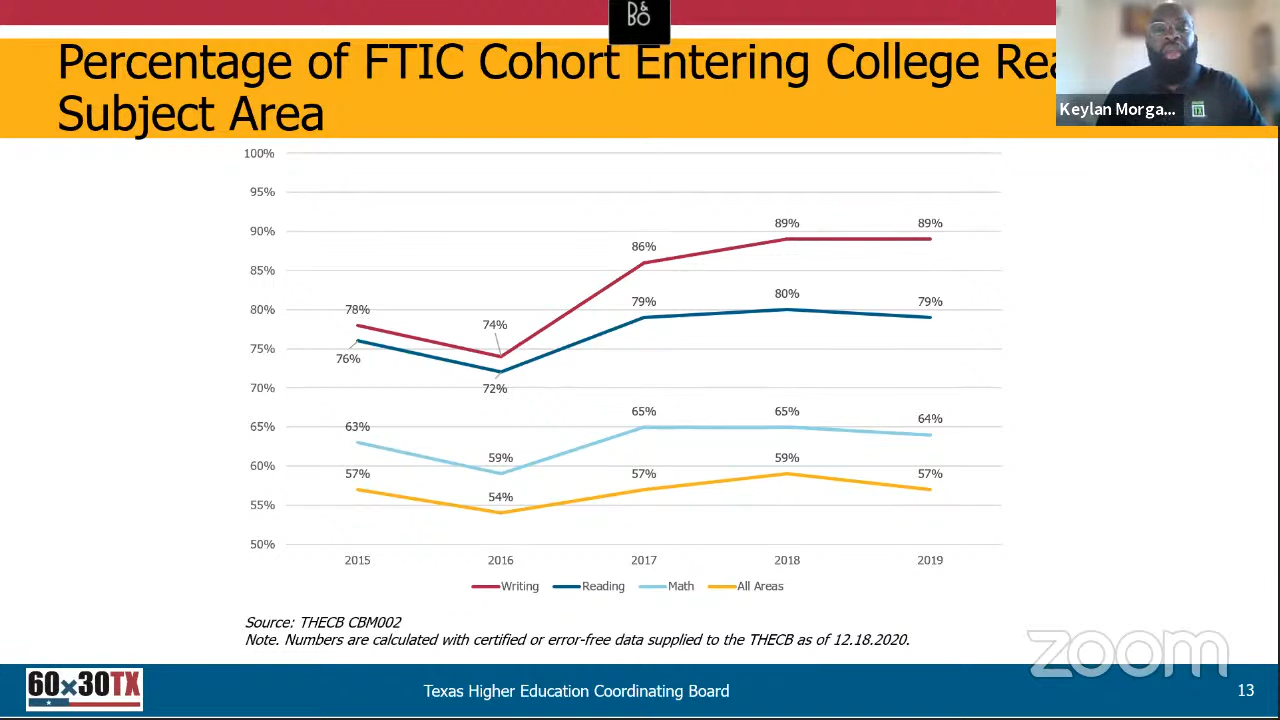 B&
BO
Percentage of FTIC Cohort Entering College
Subject Area
Keylan Morga...
100%
95%
90%
85%
80%
75%
70%
65%
60%
55%
50%
78%
74%
86%
89%
89%
76%
72%
79%
80%
79%
63%
59%
65%
65%
64%
57%
54%
57%
59%
57%
2015 2016 2017 2018 2019
Writing Reading Math All Areas
Source: THECB CBM002
Note. Numbers are calculated with certified or error-free data supplied to the THECB as of 12.18.2020.
zoom
60x30TX
Texas Higher Education Coordinating Board
13